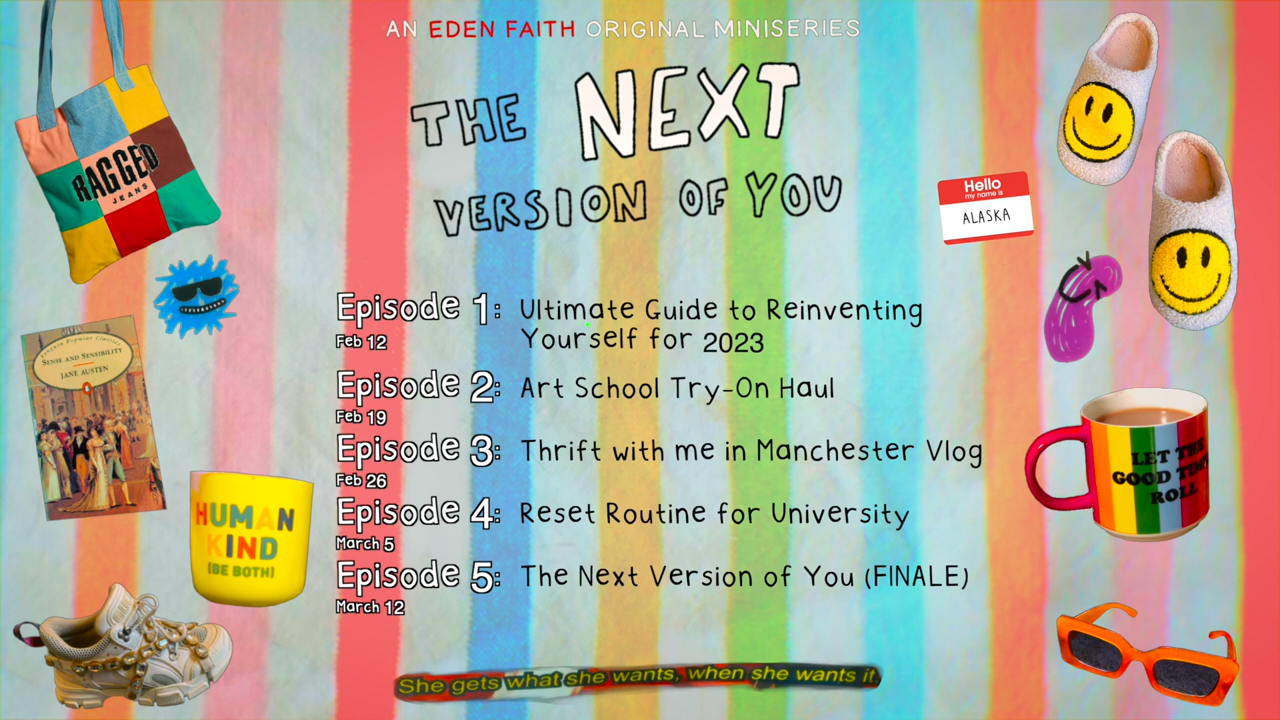 AN EDEN FAITH ORIGINAL MINISERIES
THE NEXT
VERSION OF YOU
RAGGED
JEANS
Hello
my name is
ALASKA
Episode 1: Ultimate Guide to Reinventing
Yourself for 2023
Feb 12
Episode 2: Art School Try-On Haul
Feb 19
Episode 3: Thrift with me in Manchester Vlog
Feb 26
Episode 4: Reset Routine for University
March 5
Episode 5: The Next Version of You (FINALE)
March 12
Penguin Popular Classics
SENSE AND SENSIBILITY
JANE AUSTEN
HUMAN
KIND
(BE BOTH)
LET THE
GOOD TIMES
ROLL
She gets what she wants, when she wants it.